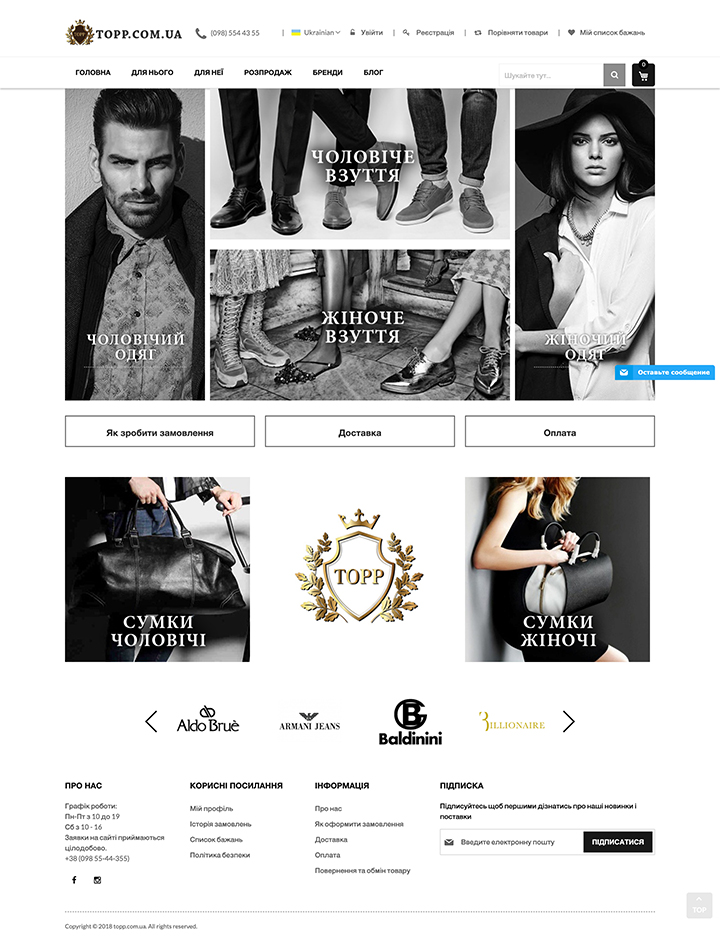 TOPP
TOPP.COM.UA
(098) 554 43 55
| Ukrainian
Увійти
| Реєстрація
| Порівняти товари
| Мій список бажань
ГОЛОВНА
ДЛЯ НЬОГО
ДЛЯ НЕЇ
РОЗПРОДАЖ
БРЕНДИ
БЛОГ
Шукайте тут...
0
ЧОЛОВІЧЕ
ВЗУТТЯ
ЧОЛОВІЧИЙ
ОДЯГ
ЖІНОЧЕ
ВЗУТТЯ
ЖІНОЧИЙ
ОДЯГ
Оставьте сообщение
Як зробити замовлення
Доставка
Оплата
СУМКИ
ЧОЛОВІЧІ
TOPP
СУМКИ
ЖІНОЧІ
Aldo Bruè
ARMANI JEANS
Baldinini
BILLIONAIRE
ПРО НАС
Графік роботи:
Пн-Пт з 10 до 19
Сб з 10 - 16
Заявки на сайті приймаються
цілодобово.
+38 (098 55-44-355)
КОРИСНІ ПОСИЛАННЯ
Мій профіль
Історія замовлень
Список бажань
Політика безпеки
ІНФОРМАЦІЯ
Про нас
Як оформити замовлення
Доставка
Оплата
Повернення та обмін товару
ПІДПИСКА
Підписуйтесь щоб першими дізнатись про наші новинки і
поставки
Введите електронну пошту
ПІДПИСАТИСЯ
TOP
Copyright © 2018 topp.com.ua. All rights reserved.